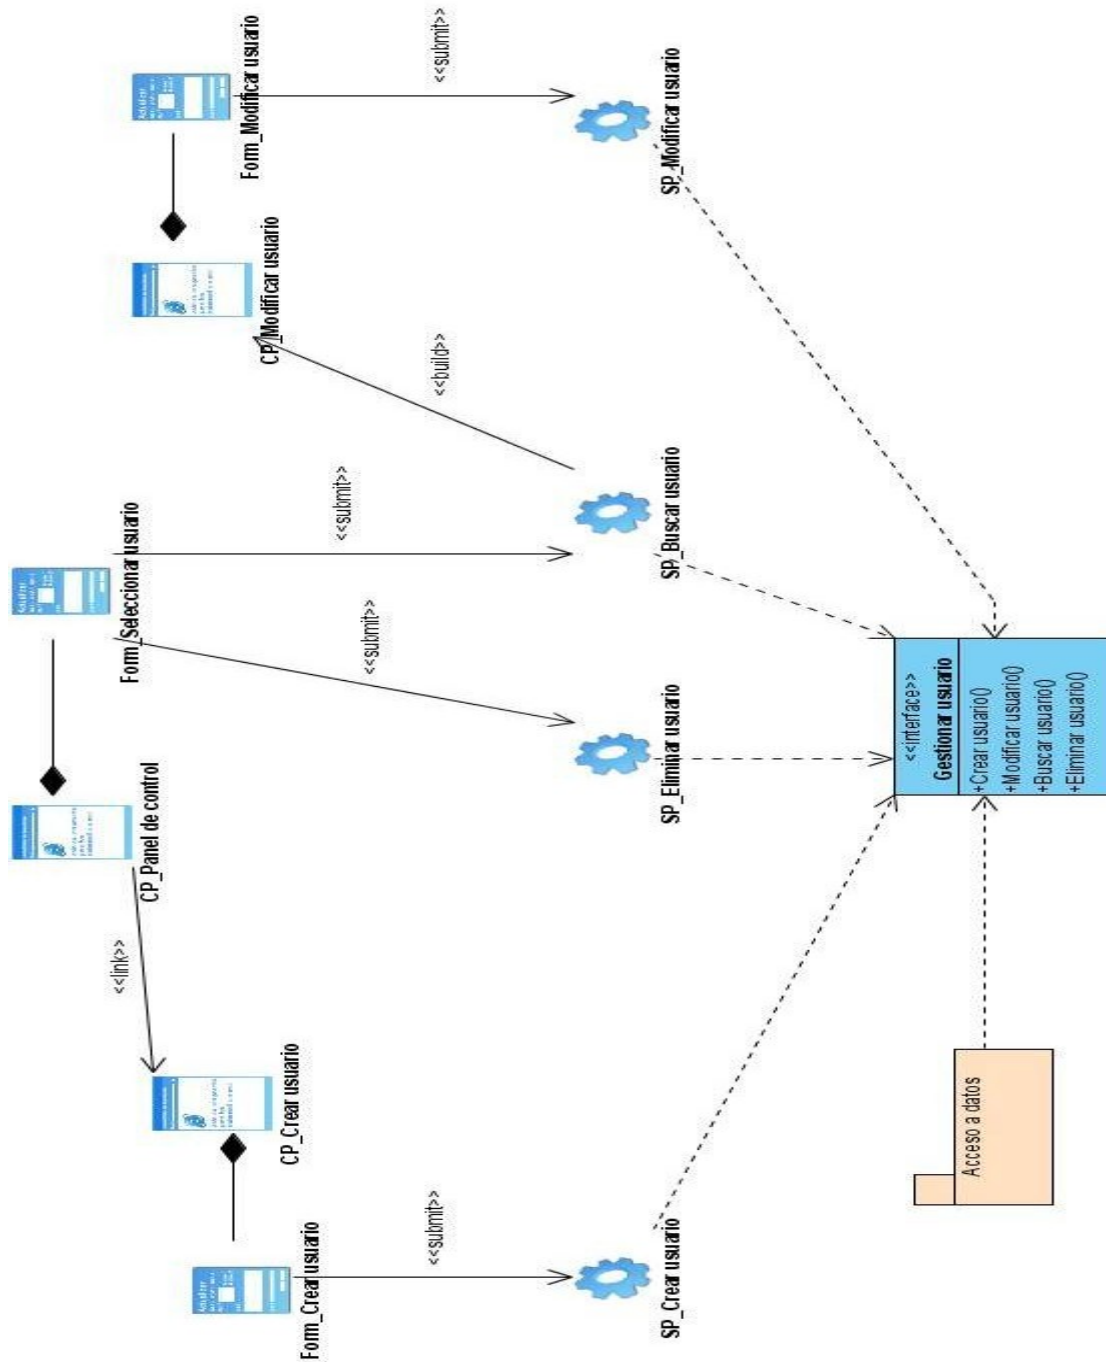 <<link>>
CP_Panel de control
Form_Seleccionar usuario
Form_Crear usuario
CP_Crear usuario
CP_Modificar usuario
Form_Modificar usuario
<<submit>>
<<submit>>
<<submit>>
<<build>>
<<submit>>
SP_Crear usuario
SP_Eliminar usuario
SP_Buscar usuario
SP_Modificar usuario
Acceso a datos
<<interface>>
Gestionar usuario
+Crear usuario()
+Modificar usuario()
+Buscar usuario()
+Eliminar usuario()